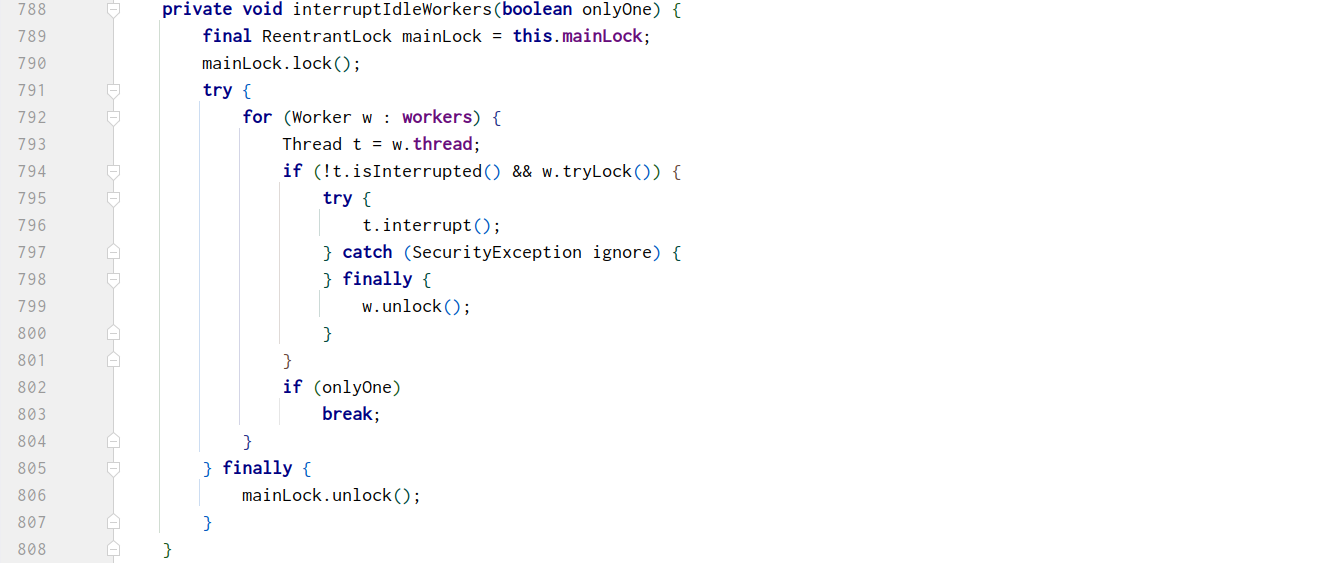 788 private void interruptIdleWorkers(boolean onlyOne) {
789 final ReentrantLock mainLock = this.mainLock;
790 mainLock.lock();
791 try {
792 for (Worker w : workers) {
793 Thread t = w.thread;
794 if (!t.isInterrupted() && w.tryLock()) {
795 try {
796 t.interrupt();
797 } catch (SecurityException ignore) {
798 } finally {
799 w.unlock();
800 }
801 }
802 if (onlyOne)
803 break;
804 }
805 } finally {
806 mainLock.unlock();
807 }
808 }